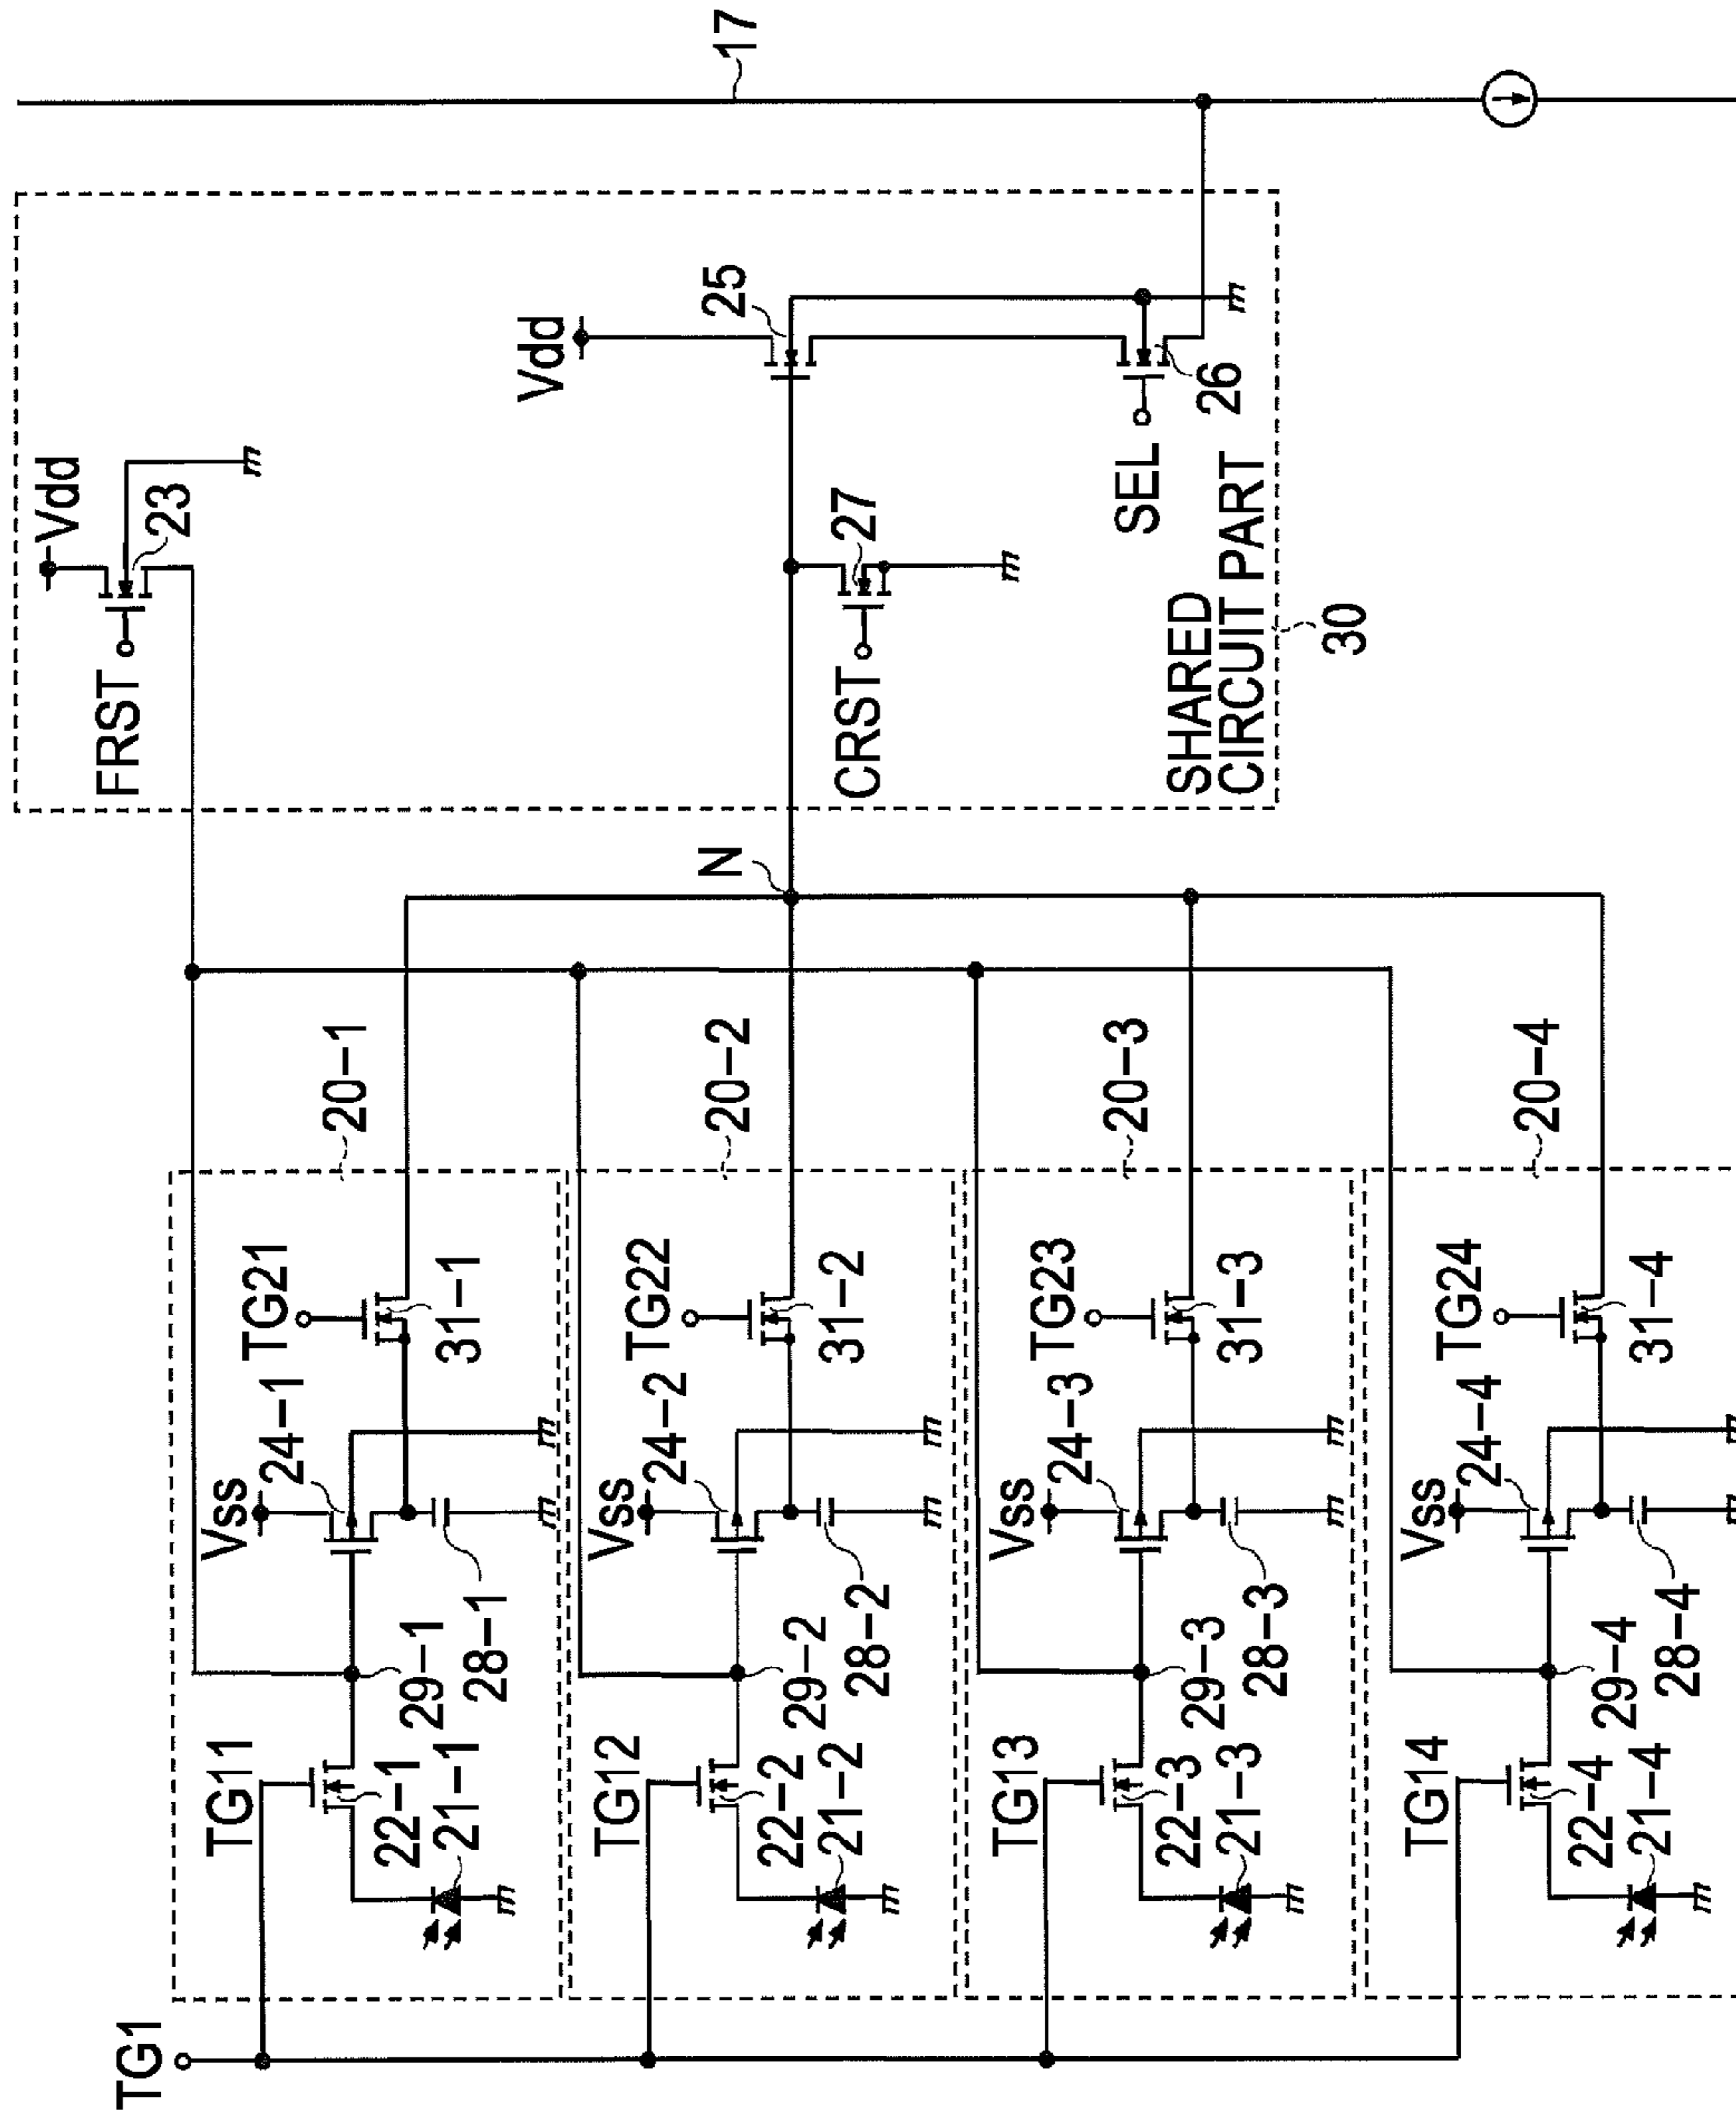 17
Vdd
23
FRST
Vdd
25
27
CRST
SEL
26
SHARED
CIRCUIT PART
30
N
20–1
TG21
31–1
24–1
Vss
28–1
29–1
TG11
22–1
21–1
20–2
TG22
31–2
24–2
Vss
28–2
29–2
TG12
22–2
21–2
20–3
TG23
31–3
24–3
Vss
28–3
29–3
TG13
22–3
21–3
20–4
TG24
31–4
24–4
Vss
28–4
29–4
TG14
22–4
21–4
TG1